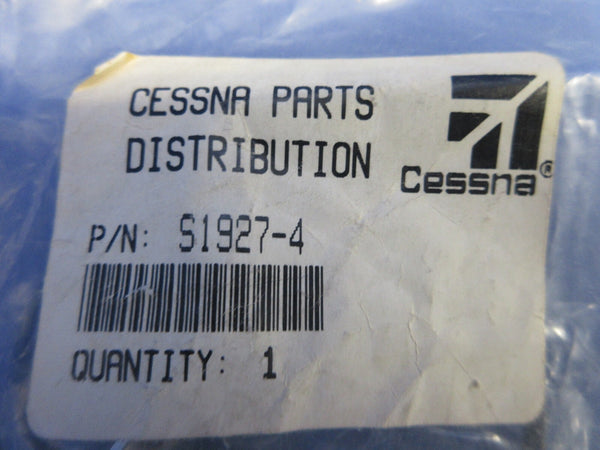 CESSNA PARTS
DISTRIBUTION
Cessna®
P/N: S1927-4
QUANTITY: 1